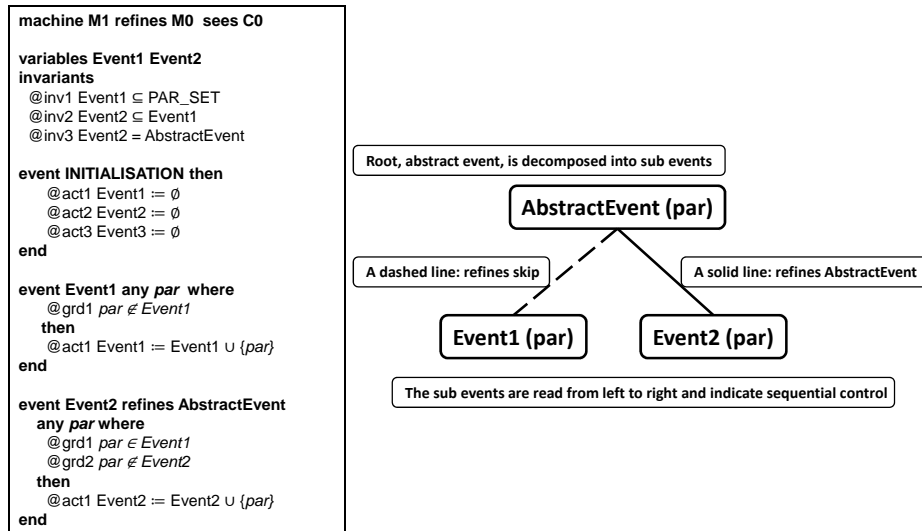 machine M1 refines M0 sees C0
variables Event1 Event2
invariants
@inv1 Event1 ⊆ PAR_SET
@inv2 Event2 ⊆ Event1
@inv3 Event2 = AbstractEvent
event INITIALISATION then
@act1 Event1 ≔ ∅
@act2 Event2 ≔ ∅
@act3 Event3 ≔ ∅
end
event Event1 any par where
@grd1 par ∉ Event1
then
@act1 Event1 ≔ Event1 ∪ {par}
end
event Event2 refines AbstractEvent
any par where
@grd1 par ∈ Event1
@grd2 par ∉ Event2
then
@act1 Event2 ≔ Event2 ∪ {par}
end
Root, abstract event, is decomposed into sub events
AbstractEvent (par)
A dashed line: refines skip
A solid line: refines AbstractEvent
Event1 (par)
Event2 (par)
The sub events are read from left to right and indicate sequential control